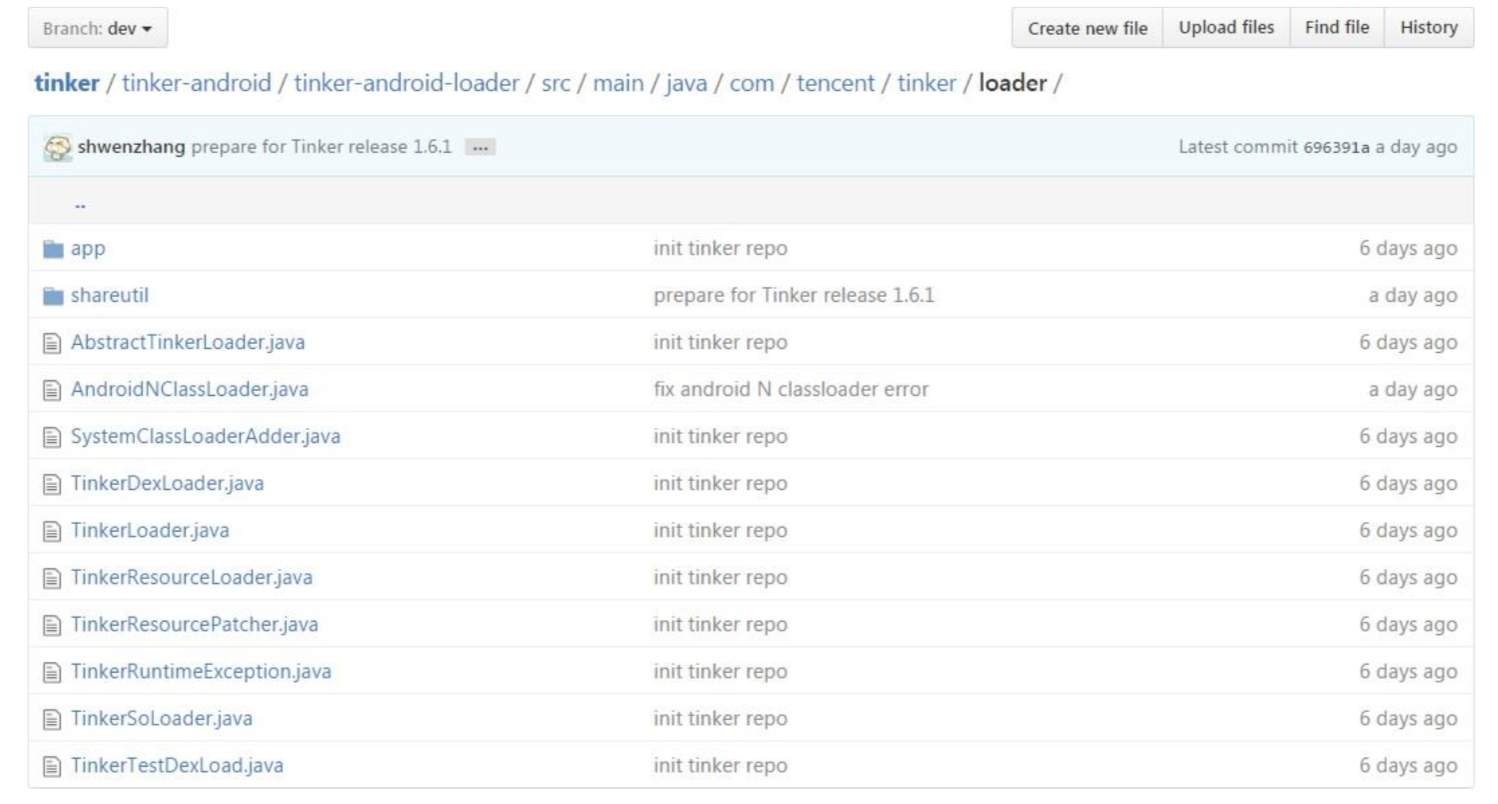 Branch: dev Create new file Upload files Find file History
tinker / tinker-android / tinker-android-loader / src / main / java / com / tencent / tinker / loader /
shwenzhang prepare for Tinker release 1.6.1 ... Latest commit 696391a a day ago
..
app init tinker repo 6 days ago
shareutil prepare for Tinker release 1.6.1 a day ago
AbstractTinkerLoader.java init tinker repo 6 days ago
AndroidNClassLoader.java fix android N classloader error a day ago
SystemClassLoaderAdder.java init tinker repo 6 days ago
TinkerDexLoader.java init tinker repo 6 days ago
TinkerLoader.java init tinker repo 6 days ago
TinkerResourceLoader.java init tinker repo 6 days ago
TinkerResourcePatcher.java init tinker repo 6 days ago
TinkerRuntimeException.java init tinker repo 6 days ago
TinkerSoLoader.java init tinker repo 6 days ago
TinkerTestDexLoad.java init tinker repo 6 days ago